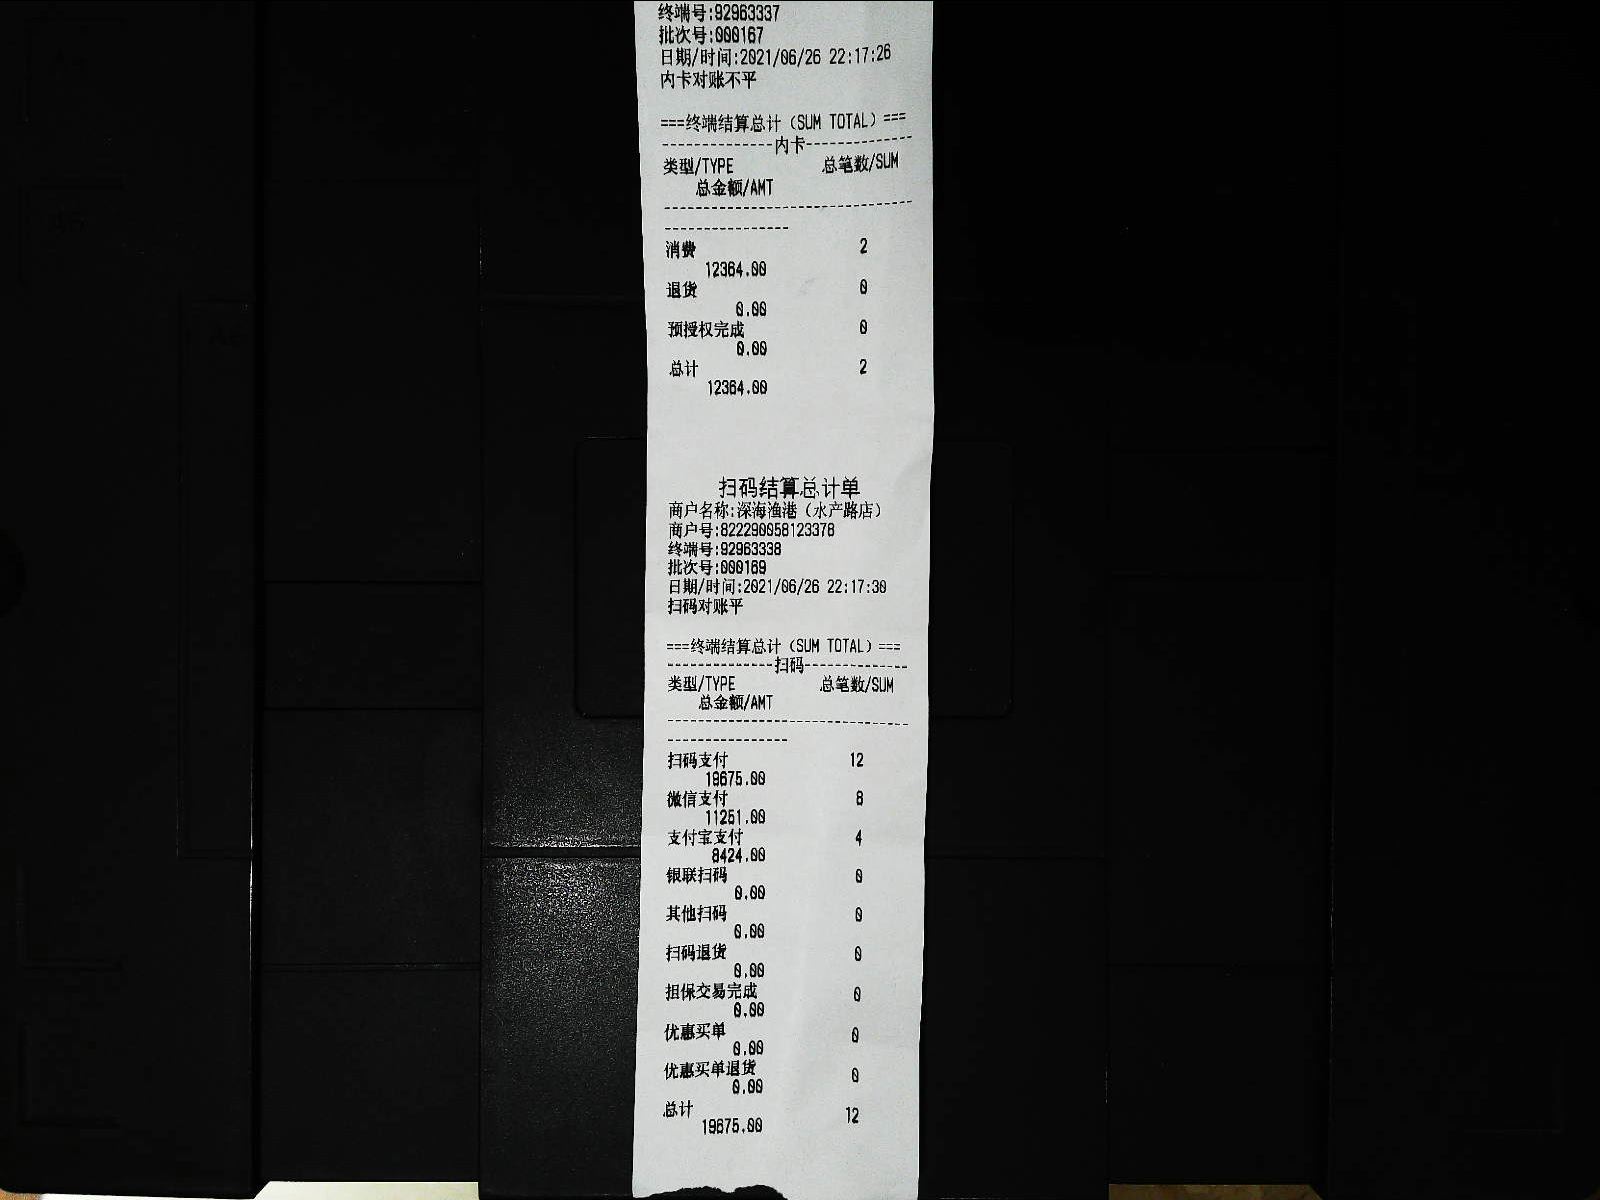 终端号:92963337
批次号:000167
日期/时间:2021/06/26 22:17:26
内卡对账不平
===终端结算总计（SUM TOTAL）===
--------------内卡--------------
类型/TYPE 总笔数/SUM
总金额/AMT
--------------------------------
----------------
消费 2
12364.00
退货 0
0.00
预授权完成 0
0.00
总计 2
12364.00
扫码结算总计单
商户名称:深海渔港（水产路店）
商户号:822290058123378
终端号:92963338
批次号:000169
日期/时间:2021/06/26 22:17:30
扫码对账平
===终端结算总计（SUM TOTAL）===
--------------扫码--------------
类型/TYPE 总笔数/SUM
总金额/AMT
--------------------------------
----------------
扫码支付 12
19675.00
微信支付 8
11251.00
支付宝支付 4
8424.00
银联扫码 0
0.00
其他扫码 0
0.00
扫码退货 0
0.00
担保交易完成 0
0.00
优惠买单 0
0.00
优惠买单退货 0
0.00
总计 12
19675.00